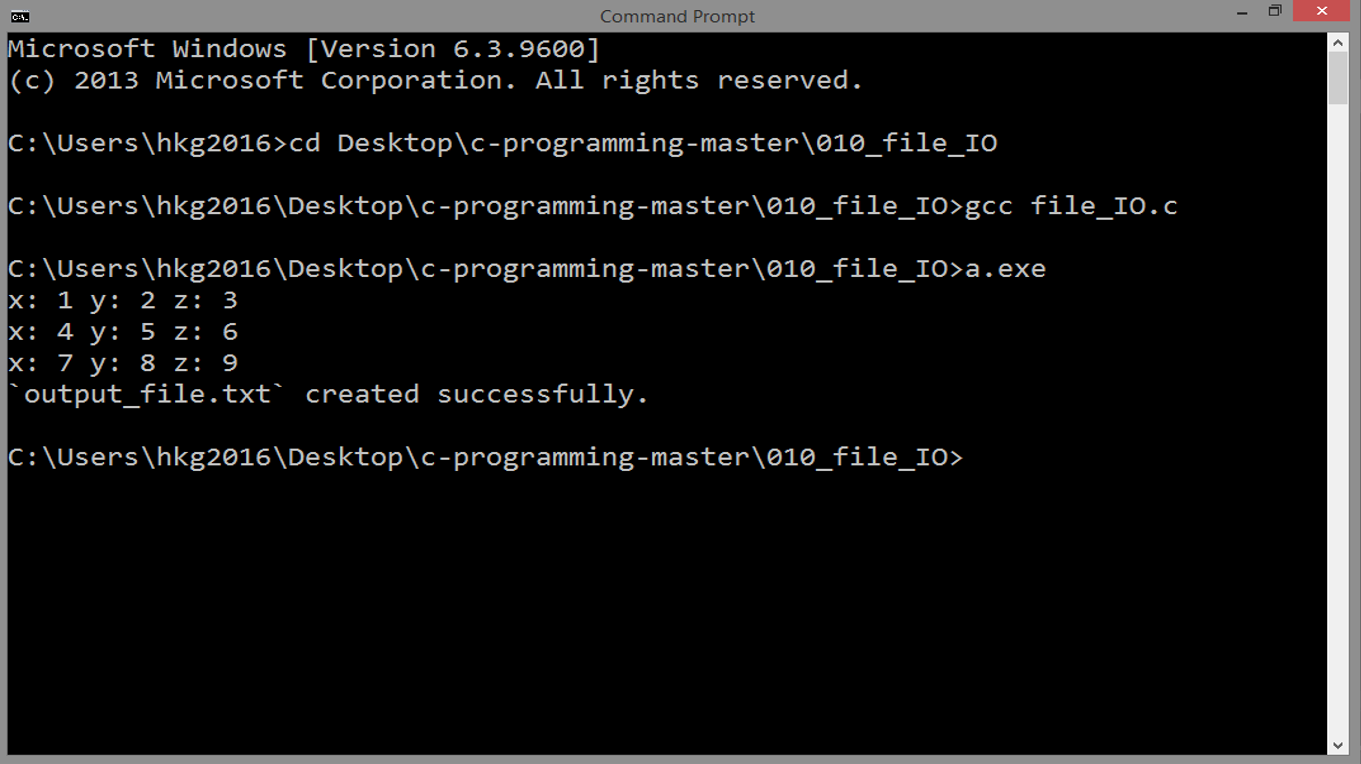 Command Prompt
Microsoft Windows [Version 6.3.9600]
(c) 2013 Microsoft Corporation. All rights reserved.
C:\Users\hkg2016>cd Desktop\c-programming-master\010_file_IO
C:\Users\hkg2016\Desktop\c-programming-master\010_file_IO>gcc file_IO.c
C:\Users\hkg2016\Desktop\c-programming-master\010_file_IO>a.exe
x: 1 y: 2 z: 3
x: 4 y: 5 z: 6
x: 7 y: 8 z: 9
`output_file.txt` created successfully.
C:\Users\hkg2016\Desktop\c-programming-master\010_file_IO>